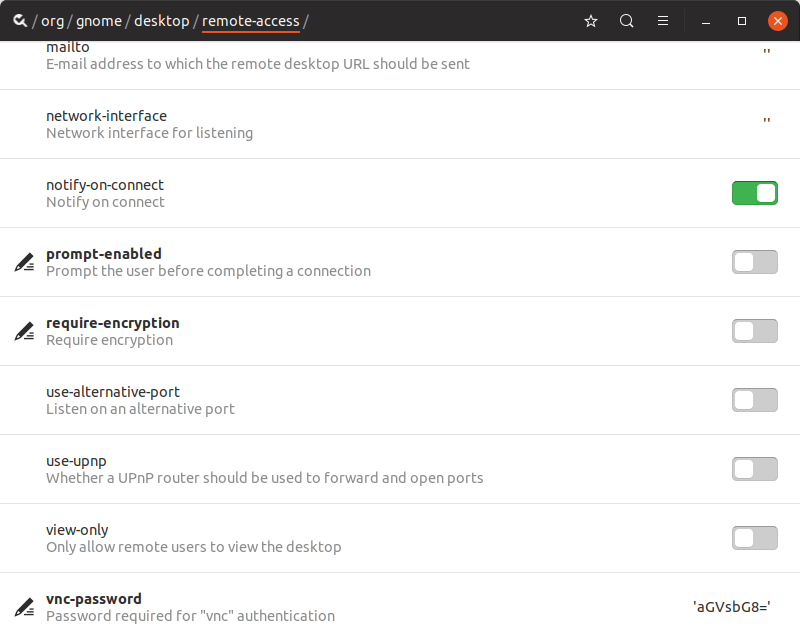 / org / gnome / desktop / remote-access /
mailto
E-mail address to which the remote desktop URL should be sent
''
network-interface
Network interface for listening
''
notify-on-connect
Notify on connect
prompt-enabled
Prompt the user before completing a connection
require-encryption
Require encryption
use-alternative-port
Listen on an alternative port
use-upnp
Whether a UPnP router should be used to forward and open ports
view-only
Only allow remote users to view the desktop
vnc-password
Password required for "vnc" authentication
'aGVsbG8='